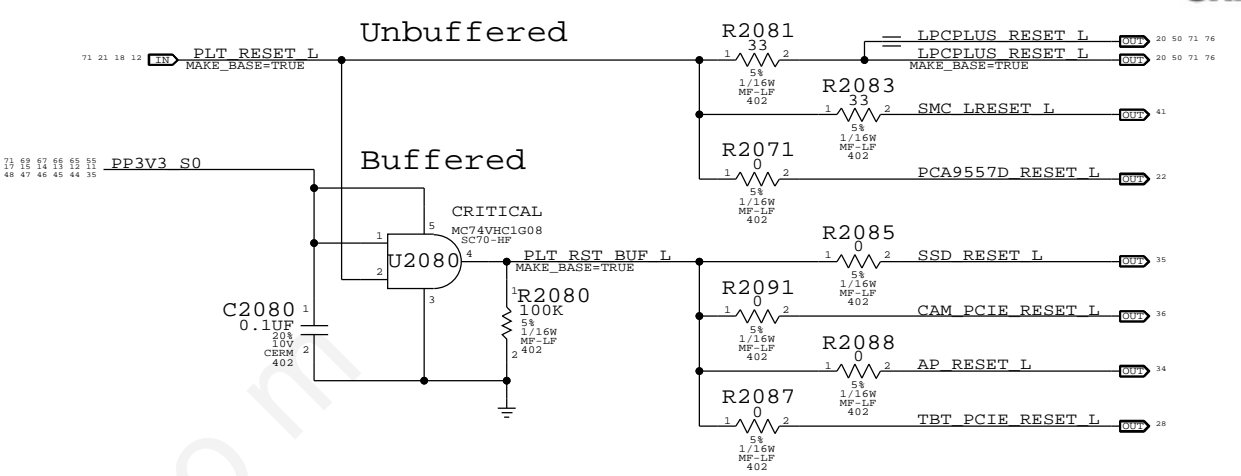 Unbuffered
71 21 18 12 IN PLT_RESET_L
MAKE_BASE=TRUE
R2081
33
1 2
5%
1/16W
MF-LF
402
LPCPLUS_RESET_L OUT 20 50 71 76
LPCPLUS_RESET_L OUT 20 50 71 76
MAKE_BASE=TRUE
R2083
33
1 2
5%
1/16W
MF-LF
402
SMC_LRESET_L OUT 41
R2071
0
1 2
5%
1/16W
MF-LF
402
PCA9557D_RESET_L OUT 22
Buffered
71 69 67 66 65 55
17 15 14 13 12 11
48 47 46 45 44 35
PP3V3_S0
CRITICAL
MC74VHC1G08
SC70-HF
5
1
U2080
4
2
3
PLT_RST_BUF_L
MAKE_BASE=TRUE
C2080
0.1UF
20%
10V
CERM
402
1
2
R2080
100K
5%
1/16W
MF-LF
402
1
2
R2085
0
1 2
5%
1/16W
MF-LF
402
SSD_RESET_L OUT 35
R2091
0
1 2
5%
1/16W
MF-LF
402
CAM_PCIE_RESET_L OUT 36
R2088
0
1 2
5%
1/16W
MF-LF
402
AP_RESET_L OUT 34
R2087
0
1 2
5%
1/16W
MF-LF
402
TBT_PCIE_RESET_L OUT 28
om